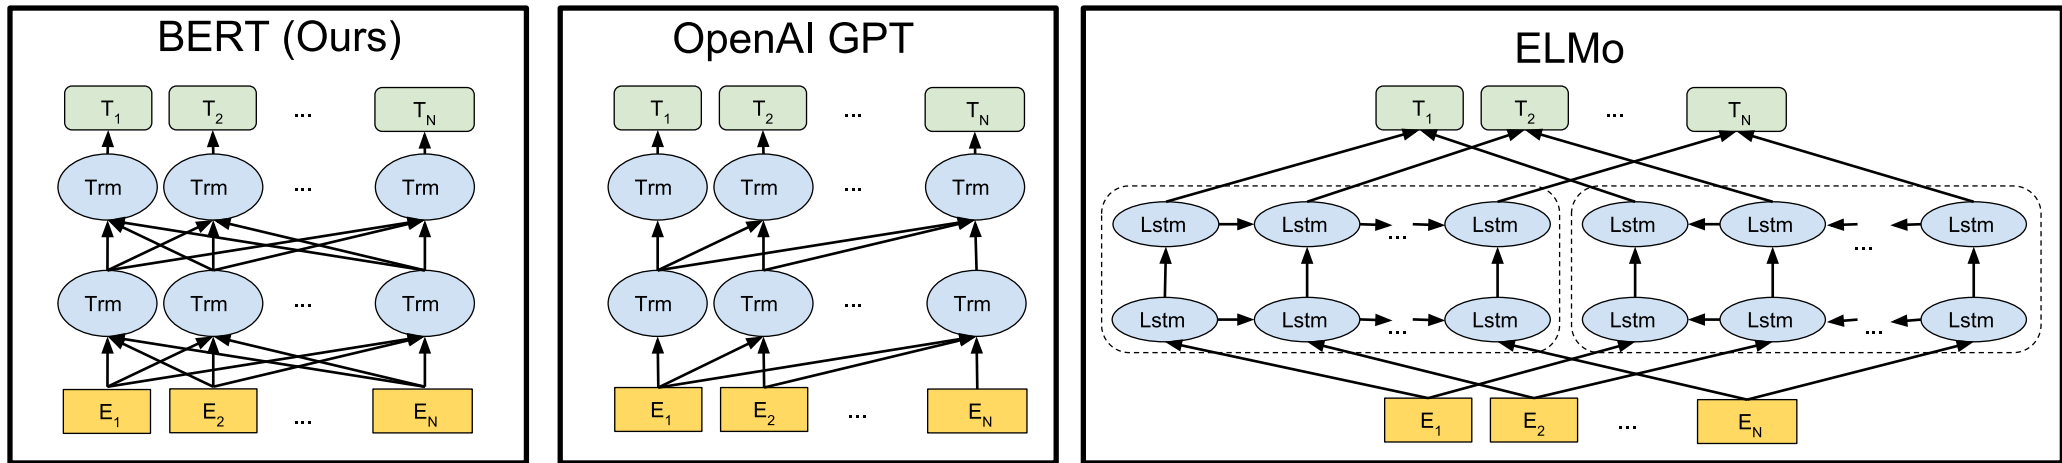 BERT (Ours)
T1 T2 ... TN
Trm Trm ... Trm
Trm Trm ... Trm
E1 E2 ... EN
OpenAI GPT
T1 T2 ... TN
Trm Trm ... Trm
Trm Trm ... Trm
E1 E2 ... EN
ELMo
T1 T2 ... TN
Lstm Lstm ... Lstm Lstm Lstm ... Lstm
Lstm Lstm ... Lstm Lstm Lstm ... Lstm
E1 E2 ... EN